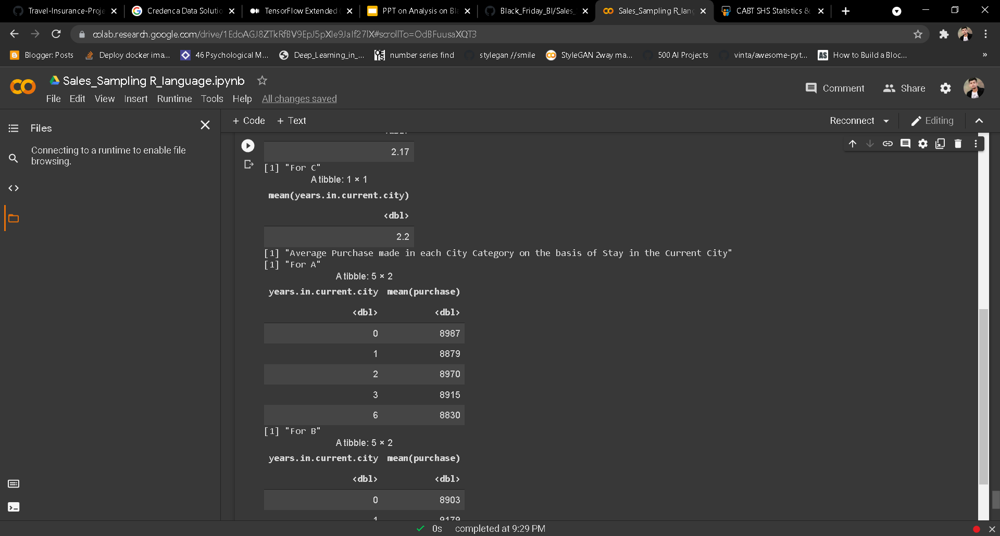 Travel-Insurance-Proje
Credenca Data Solutio
TensorFlow Extended (
PPT on Analysis on Bla
Black_Friday_BI/Sales_
Sales_Sampling R_lang
CABT SHS Statistics &
colab.research.google.com/drive/1EdoAGJ8ZTkRfBV9EpJ5pXIe9JaIf27lX#scrollTo=OdBFuusaXQT3
Blogger: Posts
Deploy docker ima...
46 Psychological M...
Deep_Learning_in_...
number series find
stylegan //smile
StyleGAN 2way ma...
500 AI Projects
vinta/awesome-pyt...
AS How to Build a Bloc...
»
Sales_Sampling R_language.ipynb
File Edit View Insert Runtime Tools Help All changes saved
Comment Share
Files
+ Code + Text
Reconnect Editing
Connecting to a runtime to enable file
browsing.
<dbl>
2.17
[1] "For C"
A tibble: 1 × 1
mean(years.in.current.city)
<dbl>
2.2
[1] "Average Purchase made in each City Category on the basis of Stay in the Current City"
[1] "For A"
A tibble: 5 × 2
years.in.current.city mean(purchase)
<dbl> <dbl>
0 8987
1 8879
2 8970
3 8915
6 8830
[1] "For B"
A tibble: 5 × 2
years.in.current.city mean(purchase)
<dbl> <dbl>
0 8903
1 9179
0s completed at 9:29 PM